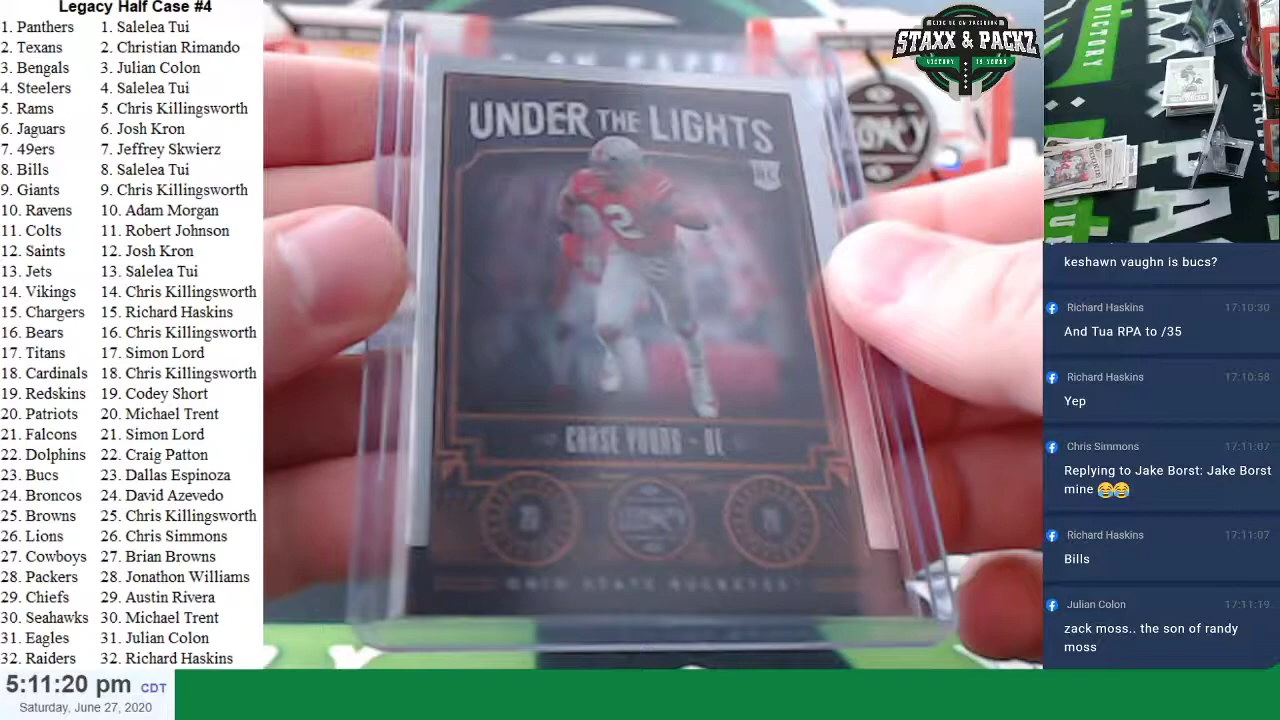 Legacy Half Case #4
1. Panthers 1. Salelea Tui
2. Texans 2. Christian Rimando
3. Bengals 3. Julian Colon
4. Steelers 4. Salelea Tui
5. Rams 5. Chris Killingsworth
6. Jaguars 6. Josh Kron
7. 49ers 7. Jeffrey Skwierz
8. Bills 8. Salelea Tui
9. Giants 9. Chris Killingsworth
10. Ravens 10. Adam Morgan
11. Colts 11. Robert Johnson
12. Saints 12. Josh Kron
13. Jets 13. Salelea Tui
14. Vikings 14. Chris Killingsworth
15. Chargers 15. Richard Haskins
16. Bears 16. Chris Killingsworth
17. Titans 17. Simon Lord
18. Cardinals 18. Chris Killingsworth
19. Redskins 19. Codey Short
20. Patriots 20. Michael Trent
21. Falcons 21. Simon Lord
22. Dolphins 22. Craig Patton
23. Bucs 23. Dallas Espinoza
24. Broncos 24. David Azevedo
25. Browns 25. Chris Killingsworth
26. Lions 26. Chris Simmons
27. Cowboys 27. Brian Browns
28. Packers 28. Jonathon Williams
29. Chiefs 29. Austin Rivera
30. Seahawks 30. Michael Trent
31. Eagles 31. Julian Colon
32. Raiders 32. Richard Haskins
5:11:20 pm CDT
Saturday, June 27, 2020
UNDER THE LIGHTS
RC
2
CHASE YOUNG - DL
LEGACY
OHIO STATE BUCKEYES
STAXX & PACKZ
VICTORY IS YOURS
VICTORY
keshawn vaughn is bucs?
Richard Haskins 17:10:30
And Tua RPA to /35
Richard Haskins 17:10:58
Yep
Chris Simmons 17:11:07
Replying to Jake Borst: Jake Borst
mine 😂😂
Richard Haskins 17:11:07
Bills
Julian Colon 17:11:19
zack moss.. the son of randy
moss